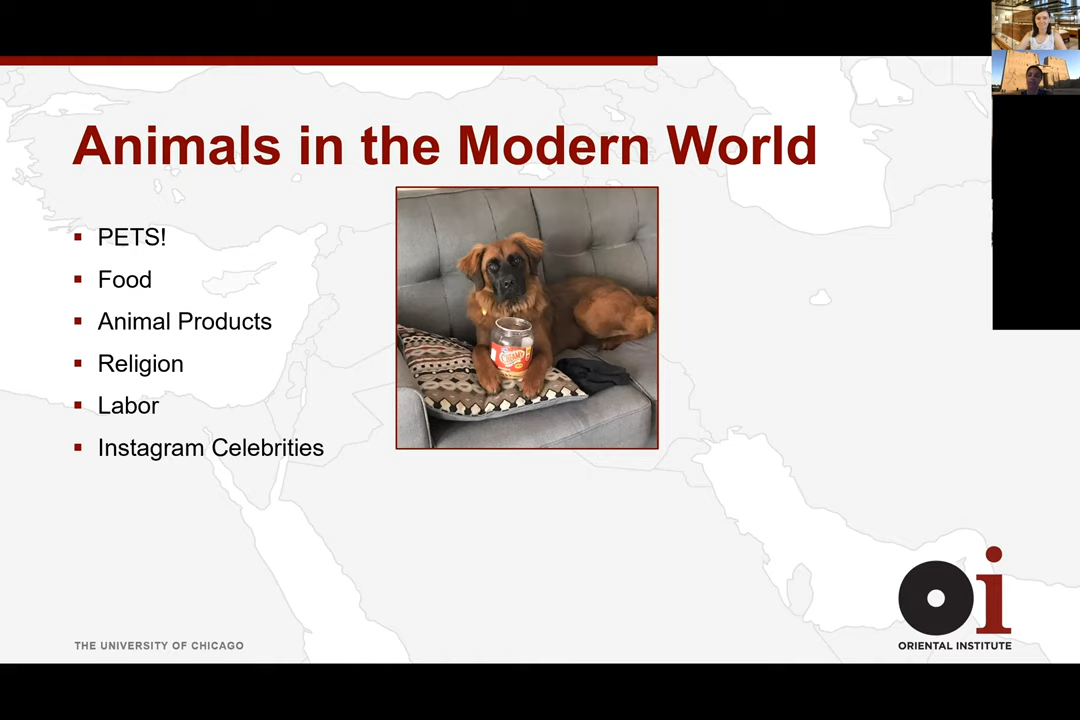 Animals in the Modern World
PETS!
Food
Animal Products
Religion
Labor
Instagram Celebrities
THE UNIVERSITY OF CHICAGO
oi
ORIENTAL INSTITUTE